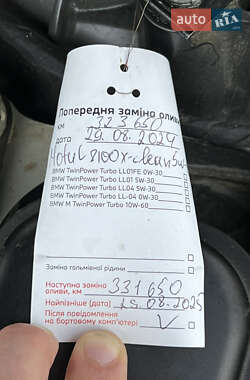 AUTO RIA.com
Попередня заміна оливи
км 323 650
дата 29.08.2024
Motul 8100 X-clean 5w
BMW TwinPower Turbo LL01FE 0W-30
BMW TwinPower Turbo LL01 5W-30
BMW TwinPower Turbo LL04 5W-30
BMW TwinPower Turbo LL-04 0W-30
BMW M TwinPower Turbo 10W-60
Заміна гальмівної рідини
Наступна заміна
оливи, км 331 650
Найпізніше (дата) 29.08.2025
Після повідомлення
на бортовому комп'ютері V